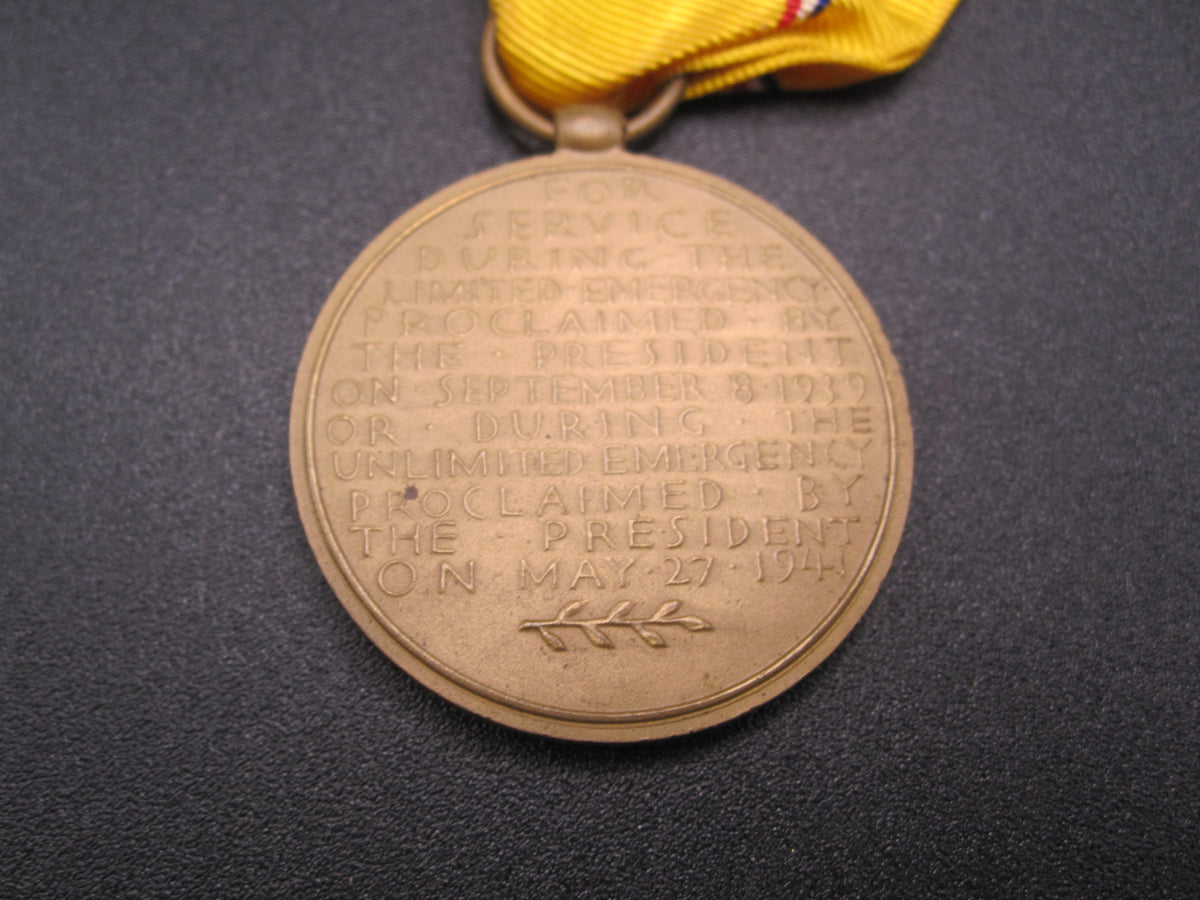 FOR
SERVICE
DURING THE
LIMITED EMERGENCY
PROCLAIMED · BY
THE · PRESIDENT
ON · SEPTEMBER 8·1939
OR · DURING · THE
UNLIMITED EMERGENCY
PROCLAIMED · BY
THE PRESIDENT
ON MAY·27·1941